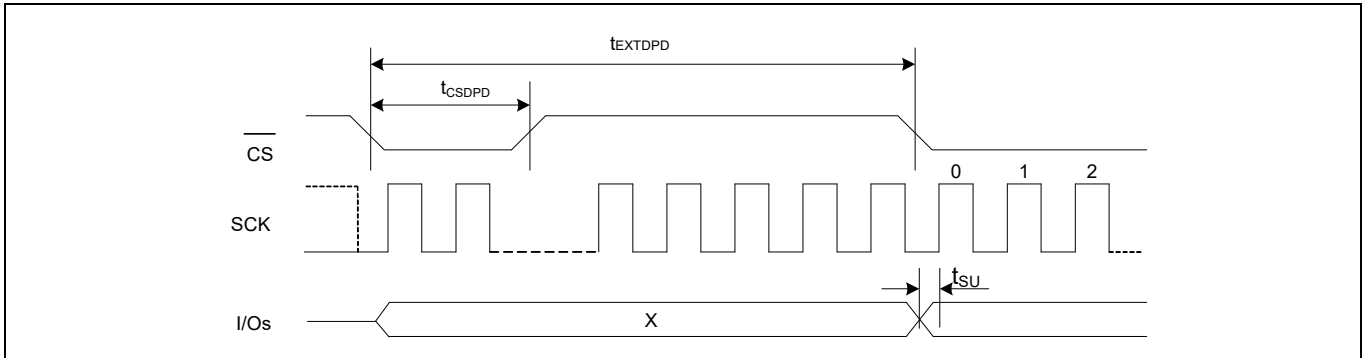 tEXTDPD
tCSDPD
CS
0 1 2
SCK
tSU
I/Os X